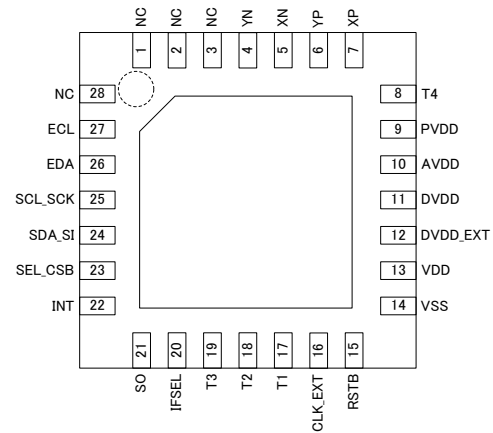 NC NC NC YN XN YP XP
1 2 3 4 5 6 7
NC 28 8 T4
ECL 27 9 PVDD
EDA 26 10 AVDD
SCL_SCK 25 11 DVDD
SDA_SI 24 12 DVDD_EXT
SEL_CSB 23 13 VDD
INT 22 14 VSS
21 20 19 18 17 16 15
SO IFSEL T3 T2 T1 CLK_EXT RSTB